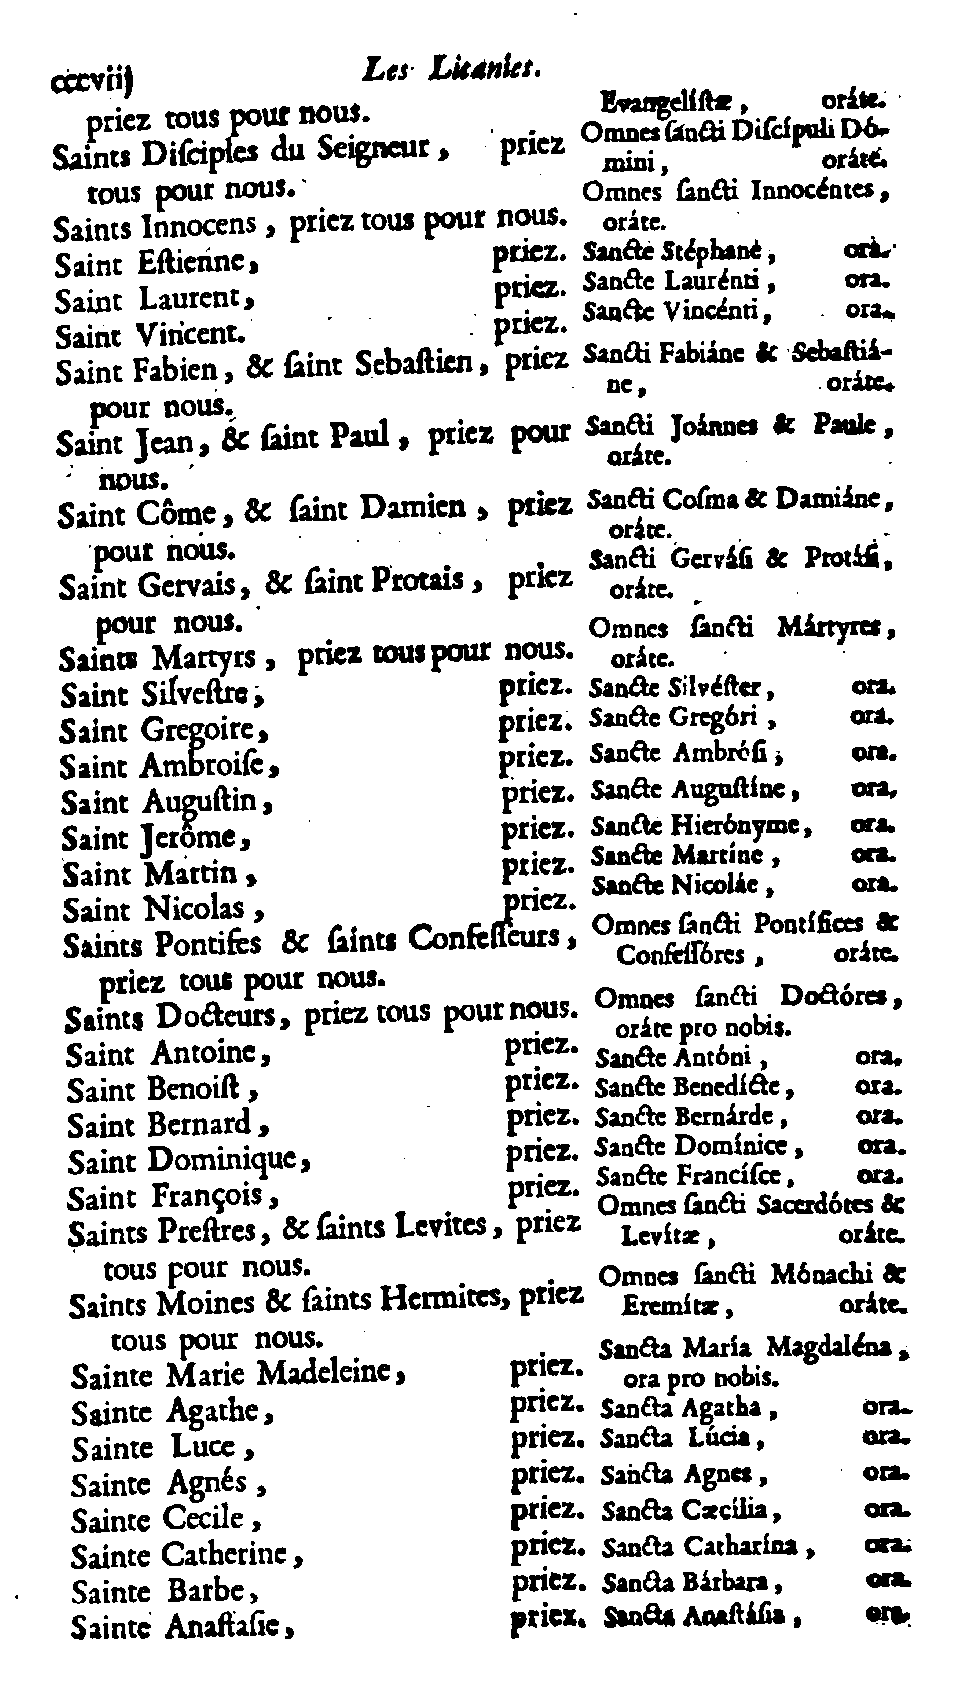 cccviij
Les Litanies.
priez tous pour nous.
Saints Diſciples du Seigneur, priez
tous pour nous.
Saints Innocens, priez tous pour nous.
Saint Eſtienne, priez.
Saint Laurent, priez.
Saint Vincent. priez.
Saint Fabien, & ſaint Sebaſtien, priez
pour nous.
Saint Jean, & ſaint Paul, priez pour
nous.
Saint Côme, & ſaint Damien, priez
pour nous.
Saint Gervais, & ſaint Protais, priez
pour nous.
Saints Martyrs, priez tous pour nous.
Saint Silveſtre, priez.
Saint Gregoire, priez.
Saint Ambroiſe, priez.
Saint Auguſtin, priez.
Saint Jerôme, priez.
Saint Martin, priez.
Saint Nicolas, priez.
Saints Pontifes & ſaints Confeſſeurs,
priez tous pour nous.
Saints Docteurs, priez tous pour nous.
Saint Antoine, priez.
Saint Benoiſt, priez.
Saint Bernard, priez.
Saint Dominique, priez.
Saint François, priez.
Saints Preſtres, & ſaints Levites, priez
tous pour nous.
Saints Moines & ſaints Hermites, priez
tous pour nous.
Sainte Marie Madeleine, priez.
Sainte Agathe, priez.
Sainte Luce, priez.
Sainte Agnés, priez.
Sainte Cecile, priez.
Sainte Catherine, priez.
Sainte Barbe, priez.
Sainte Anaſtaſie, priez.
Evangelíſtæ, oráte.
Omnes ſancti Diſcípuli Dó-
mini, oráte.
Omnes ſancti Innocéntes,
oráte.
Sancte Stéphane, ora.
Sancte Laurénti, ora.
Sancte Vincénti, ora.
Sancti Fabiáne & Sebaſtiá-
ne, oráte.
Sancti Joánnes & Paule,
oráte.
Sancti Coſma & Damiáne,
oráte.
Sancti Gerváſi & Protáſi,
oráte.
Omnes ſancti Mártyres,
oráte.
Sancte Silvéſter, ora.
Sancte Gregóri, ora.
Sancte Ambróſi, ora.
Sancte Auguſtíne, ora.
Sancte Hierónyme, ora.
Sancte Martíne, ora.
Sancte Nicoláe, ora.
Omnes ſancti Pontífices &
Confeſſóres, oráte.
Omnes ſancti Doctóres,
oráte pro nobis.
Sancte Antóni, ora.
Sancte Benedícte, ora.
Sancte Bernárde, ora.
Sancte Domínice, ora.
Sancte Francíſce, ora.
Omnes ſancti Sacerdótes &
Levítæ, oráte.
Omnes ſancti Mónachi &
Eremítæ, oráte.
Sancta María Magdaléna,
ora pro nobis.
Sancta Agatha, ora.
Sancta Lúcia, ora.
Sancta Agnes, ora.
Sancta Cæcília, ora.
Sancta Catharína, ora.
Sancta Bárbara, ora.
Sancta Anaſtáſia, ora.